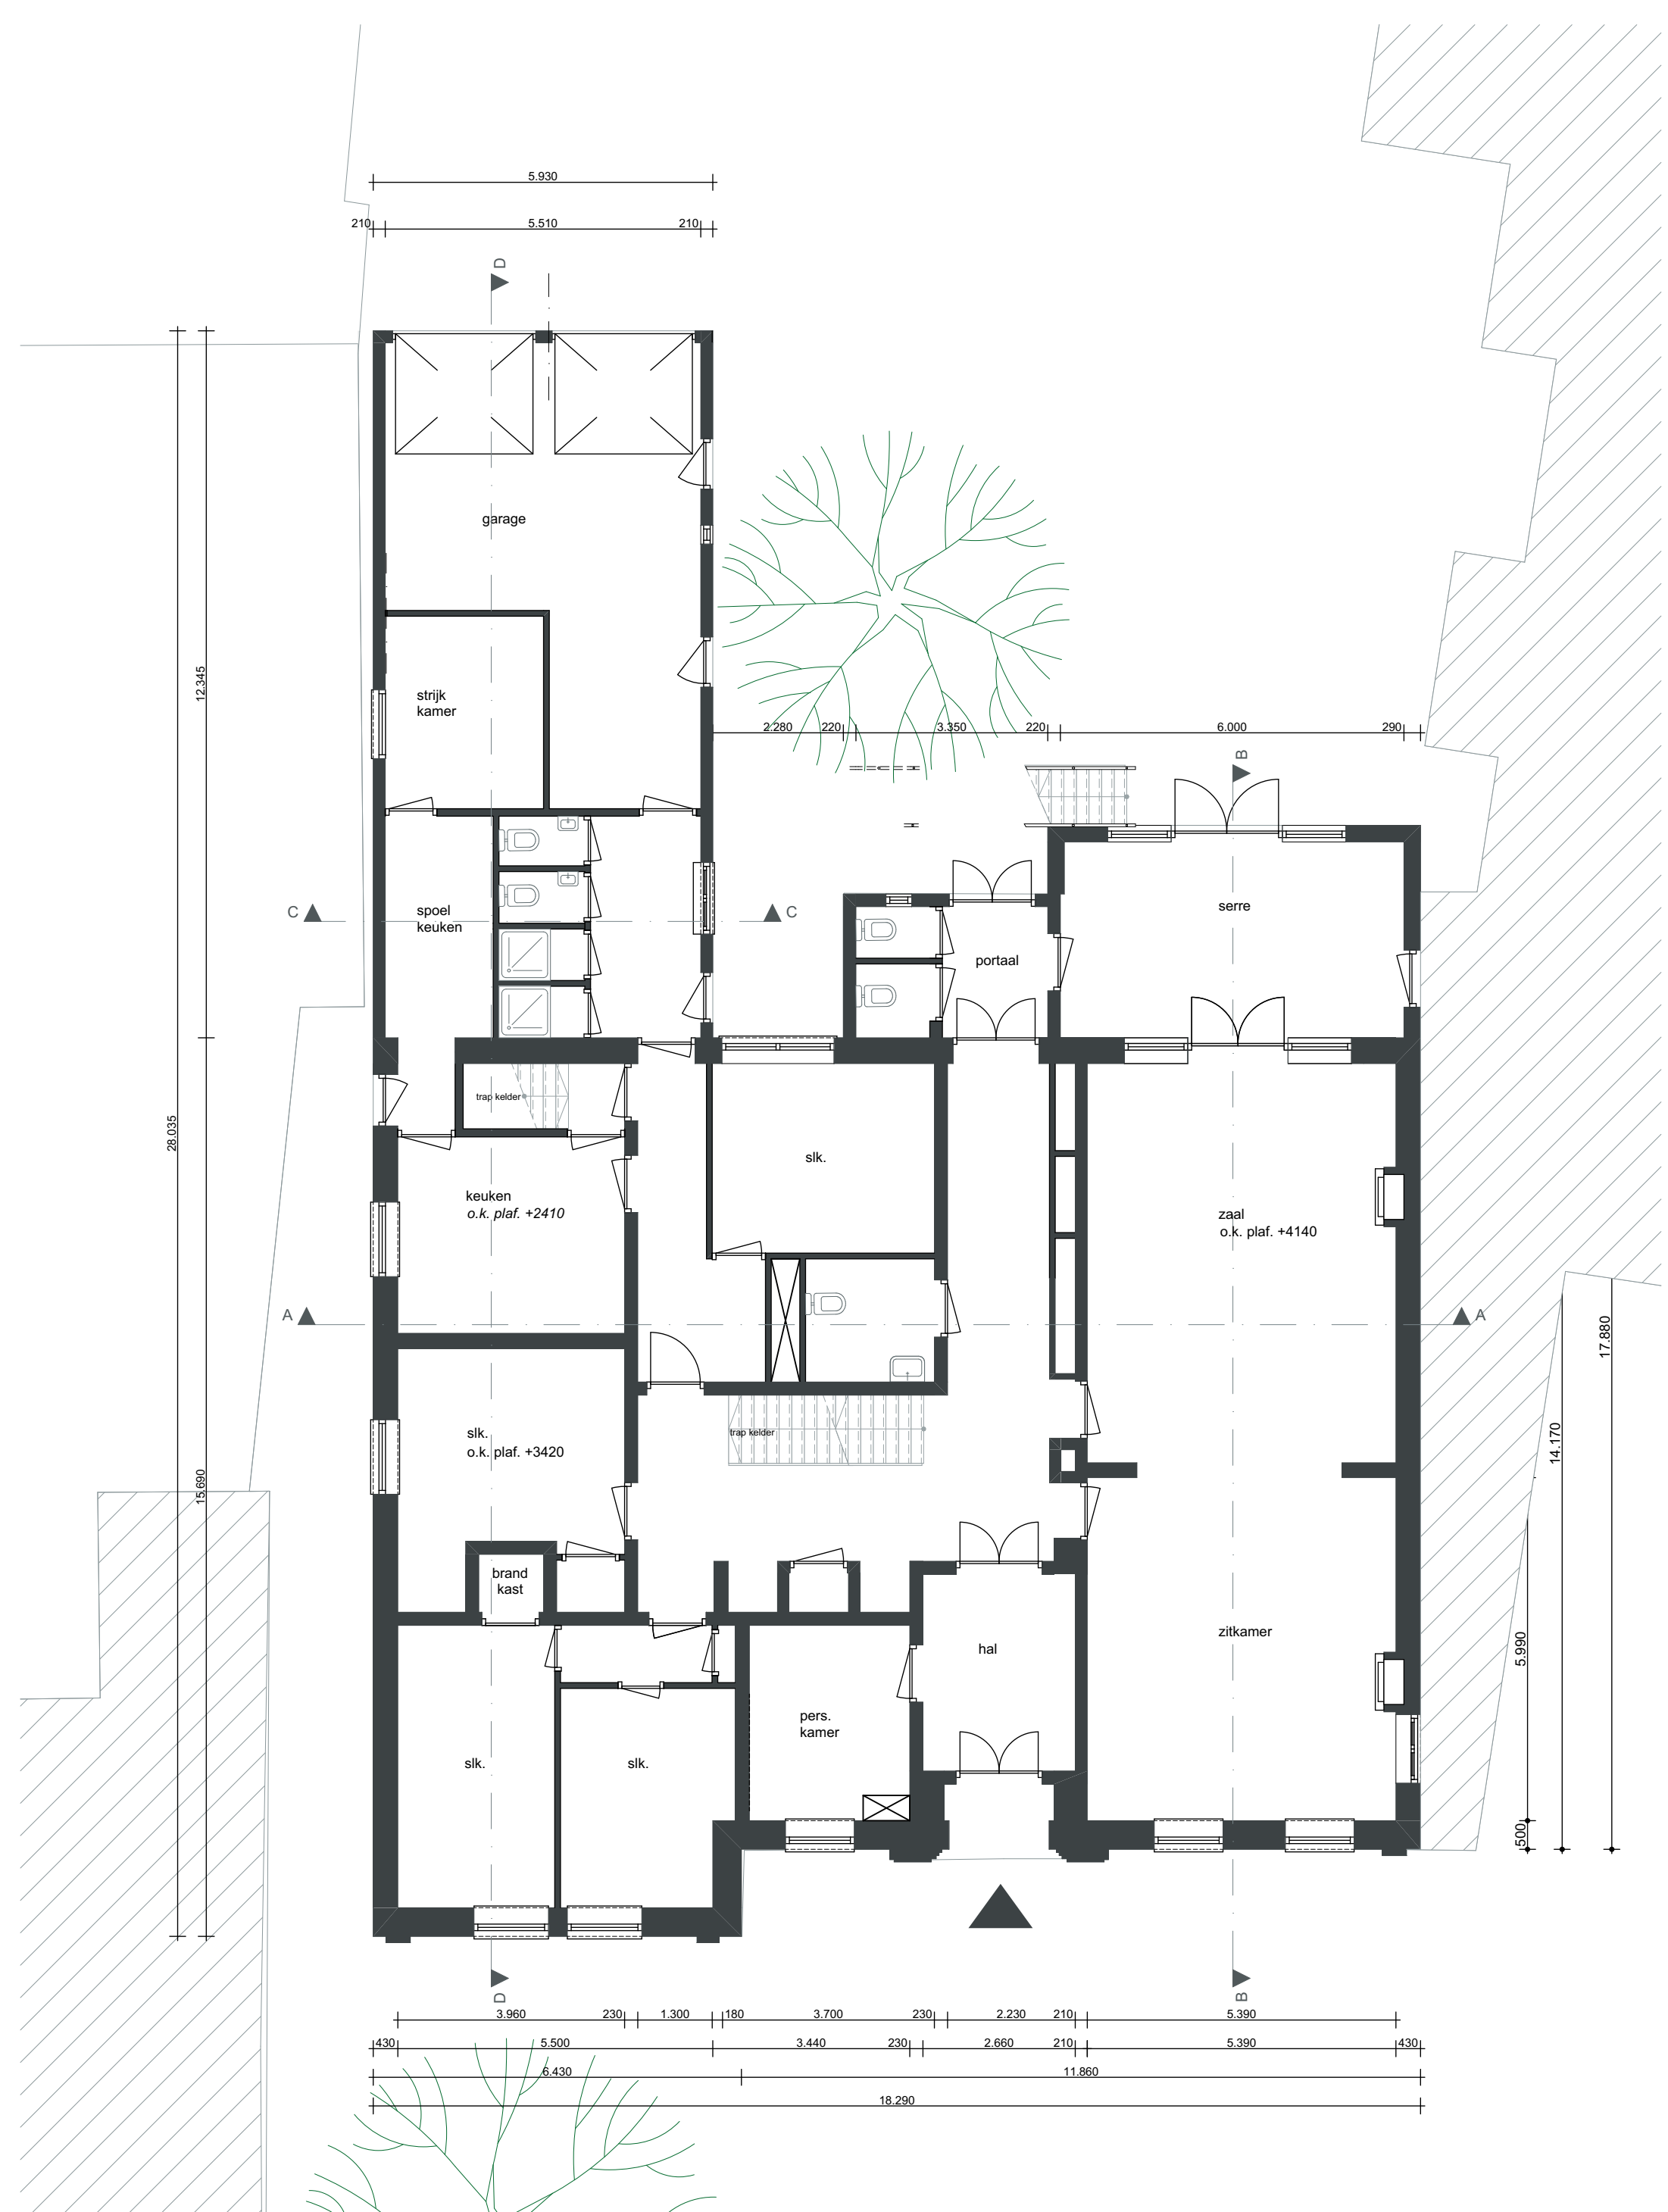 5.930
210 5.510 210
D
garage
12.345
strijk
kamer
2.280 220 3.350 220 6.000 290
B
spoel
keuken
C C
serre
portaal
trap kelder
28.035
slk.
keuken
o.k. plaf. +2410
zaal
o.k. plaf. +4140
A A
17.880
14.170
slk.
o.k. plaf. +3420
trap kelder
15.690
brand
kast
zitkamer
hal
5.990
pers.
kamer
slk. slk.
500
D B
3.960 230 1.300 180 3.700 230 2.230 210 5.390
430 5.500 3.440 230 2.660 210 5.390 430
6.430 11.860
18.290